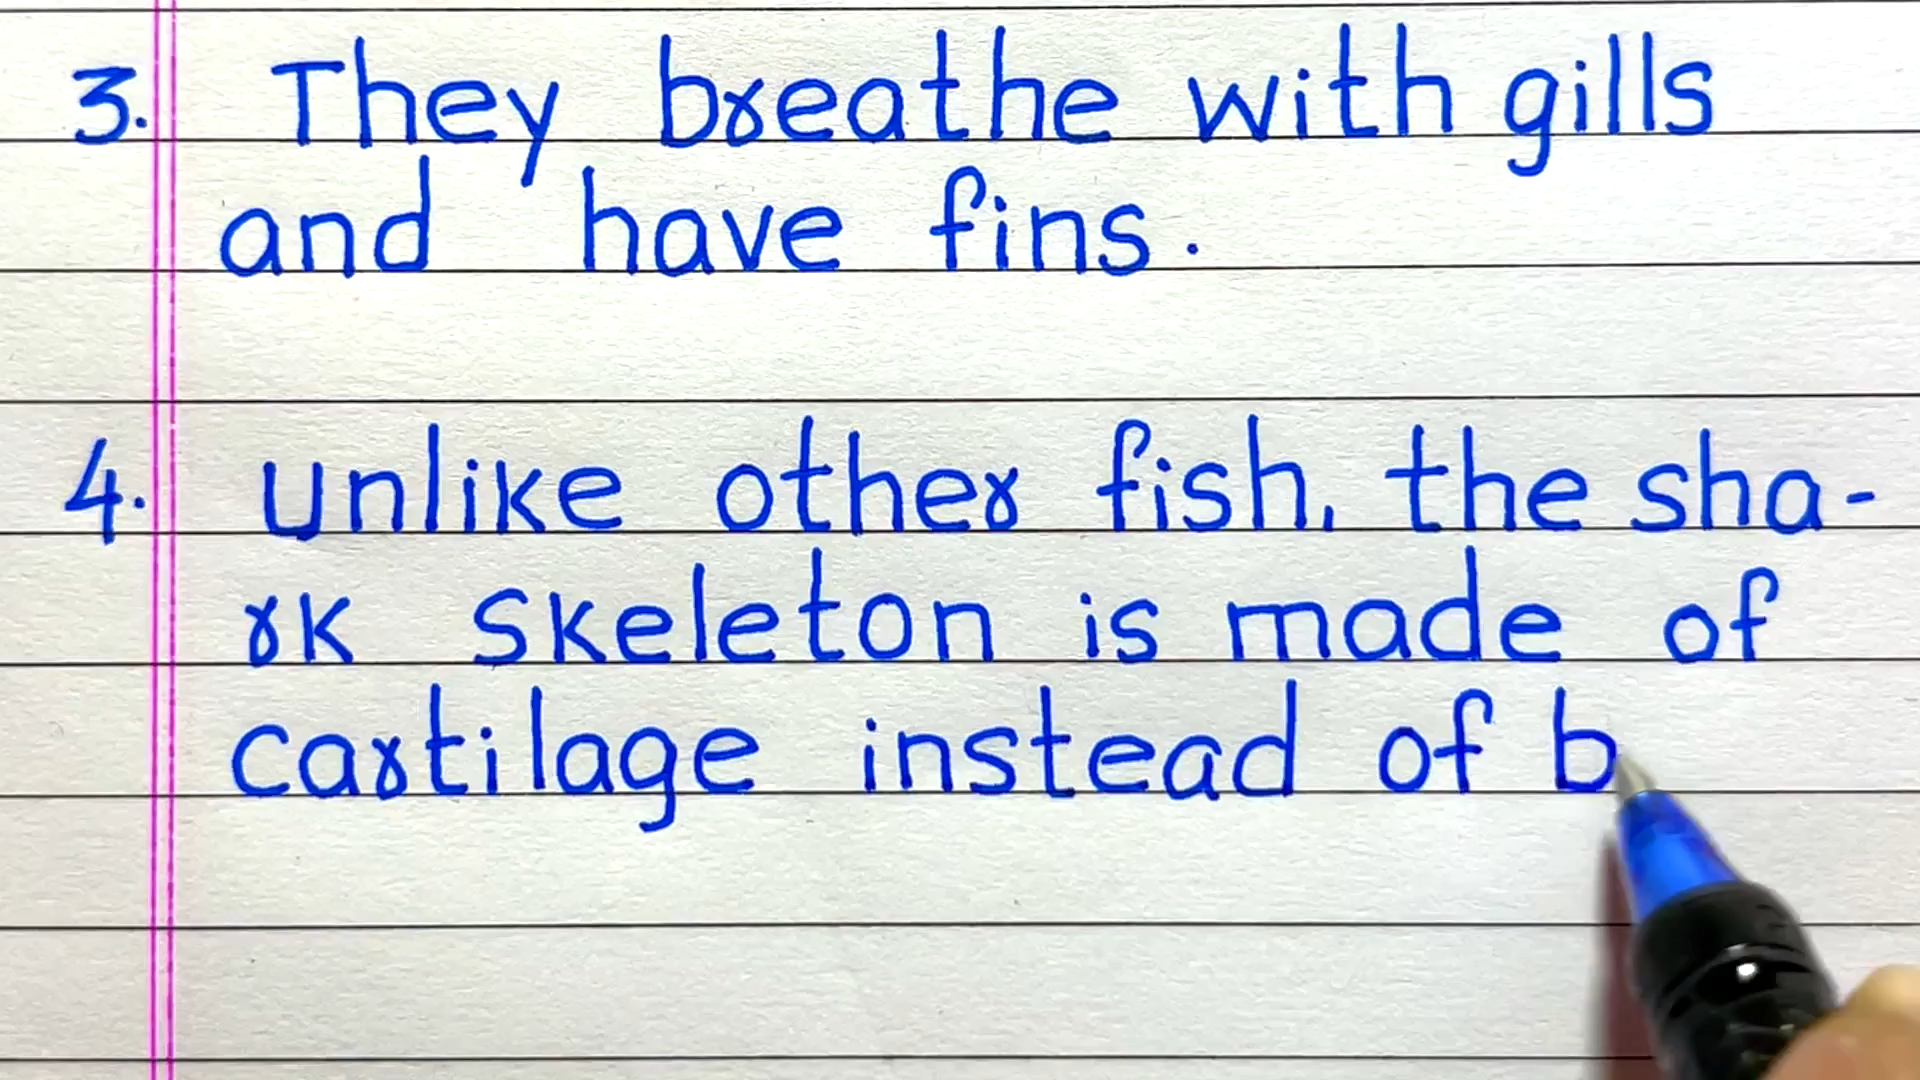 3. They breathe with gills
and have fins.
4. Unlike other fish, the sha-
rk skeleton is made of
cartilage instead of b